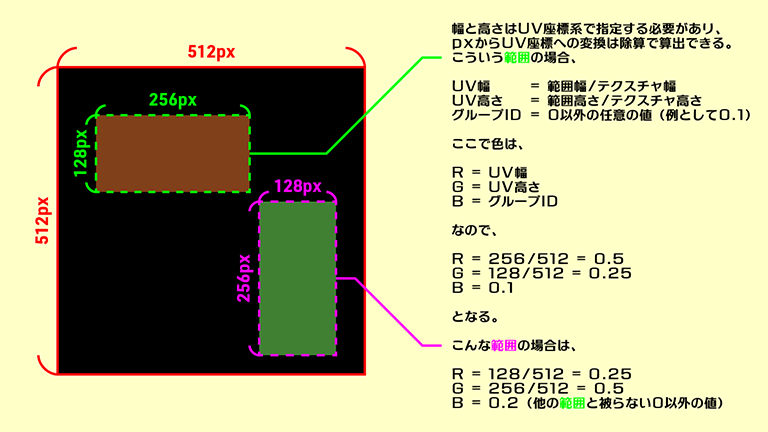 512px
256px
128px
512px
128px
256px
幅と高さはUV座標系で指定する必要があり、
pxからUV座標への変換は除算で算出できる。
こういう範囲の場合、
UV幅 = 範囲幅/テクスチャ幅
UV高さ = 範囲高さ/テクスチャ高さ
グループID = 0以外の任意の値（例として0.1）
ここで色は、
R = UV幅
G = UV高さ
B = グループID
なので、
R = 256/512 = 0.5
G = 128/512 = 0.25
B = 0.1
となる。
こんな範囲の場合は、
R = 128/512 = 0.25
G = 256/512 = 0.5
B = 0.2（他の範囲と被らない0以外の値）